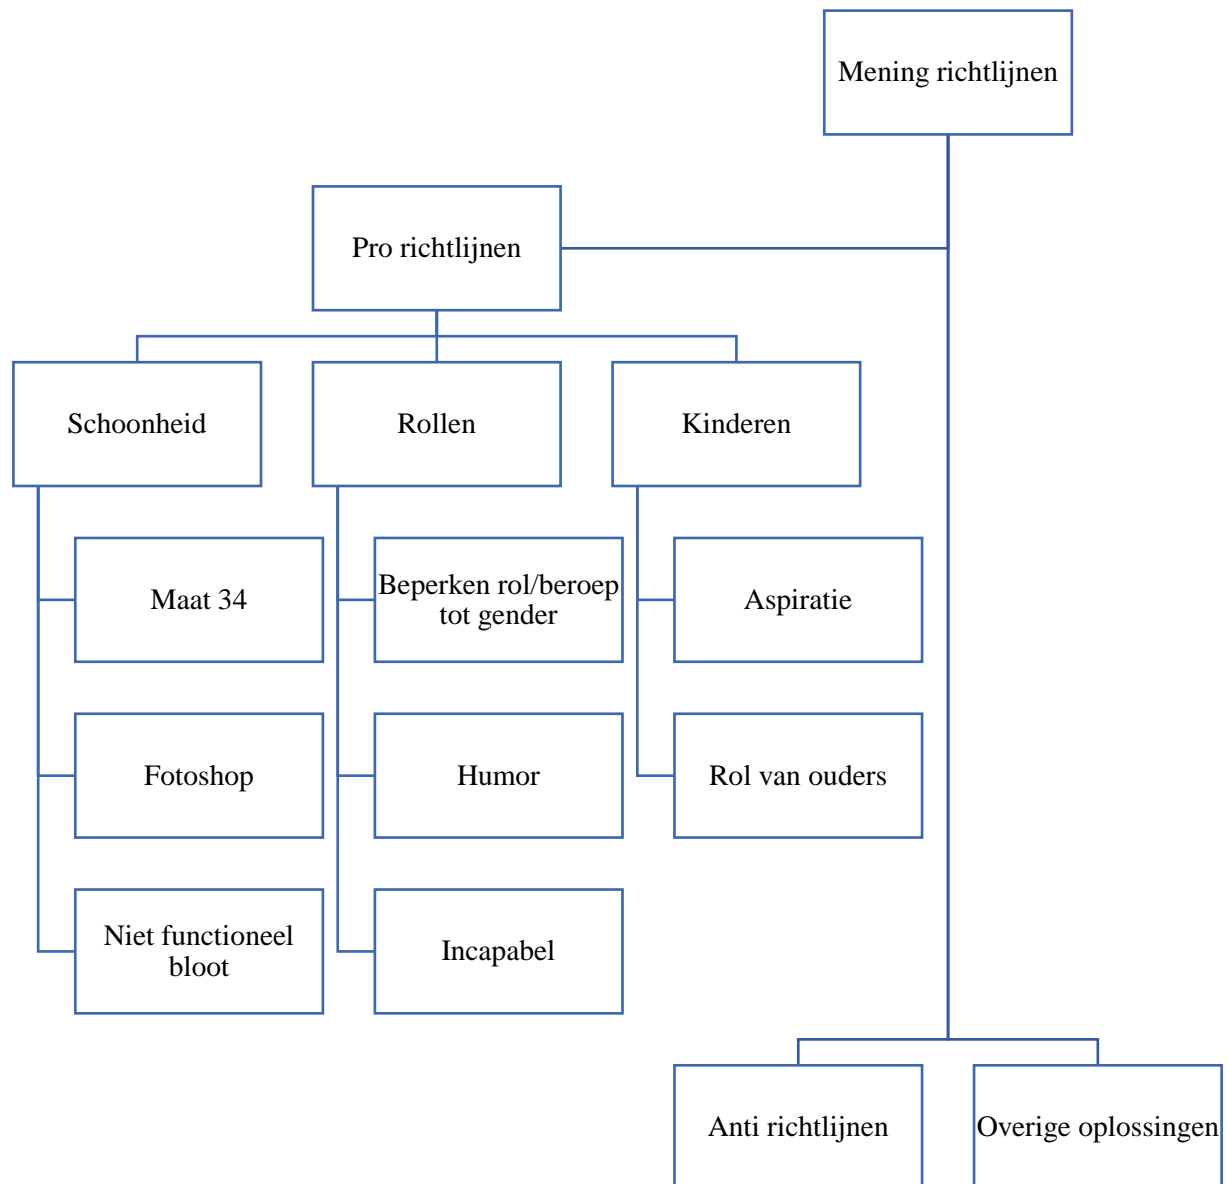 Mening richtlijnen
Pro richtlijnen
Schoonheid
Rollen
Kinderen
Maat 34
Beperken rol/beroep
tot gender
Aspiratie
Fotoshop
Humor
Rol van ouders
Niet functioneel
bloot
Incapabel
Anti richtlijnen
Overige oplossingen